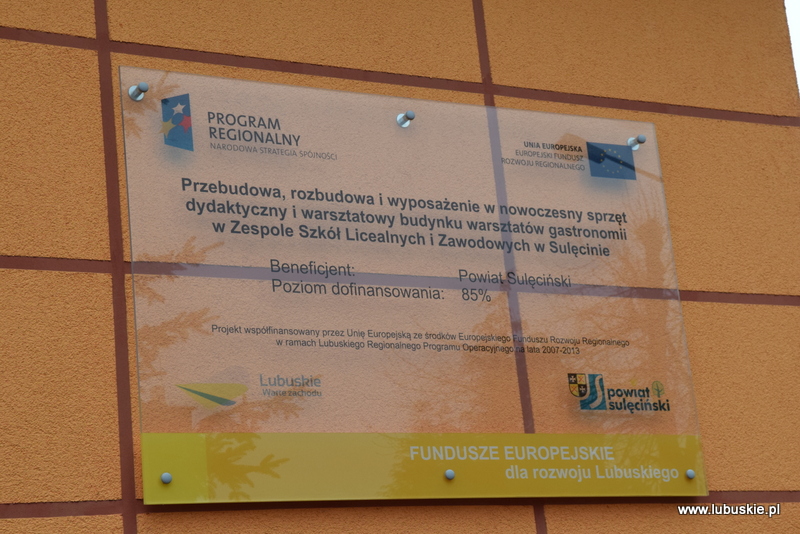 PROGRAM
REGIONALNY
NARODOWA STRATEGIA SPÓJNOŚCI
UNIA EUROPEJSKA
EUROPEJSKI FUNDUSZ
ROZWOJU REGIONALNEGO
Przebudowa, rozbudowa i wyposażenie w nowoczesny sprzęt
dydaktyczny i warsztatowy budynku warsztatów gastronomii
w Zespole Szkół Licealnych i Zawodowych w Sulęcinie
Beneficjent: Powiat Sulęciński
Poziom dofinansowania: 85%
Projekt współfinansowany przez Unię Europejską ze środków Europejskiego Funduszu Rozwoju Regionalnego
w ramach Lubuskiego Regionalnego Programu Operacyjnego na lata 2007-2013
Lubuskie
Warte zachodu
powiat
sulęciński
FUNDUSZE EUROPEJSKIE
dla rozwoju Lubuskiego
www.lubuskie.pl